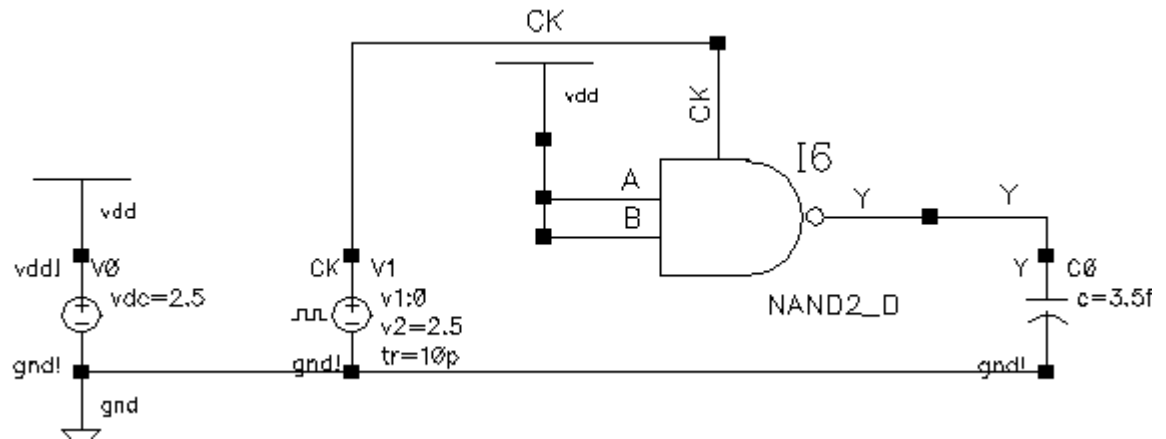 CK
vdd
CK
I6
A
Y
Y
B
vdd
vdd!
V0
CK
V1
Y
C0
vdc=2.5
v1:0
c=3.5f
v2=2.5
NAND2_D
tr=10p
gnd!
gnd!
gnd!
gnd